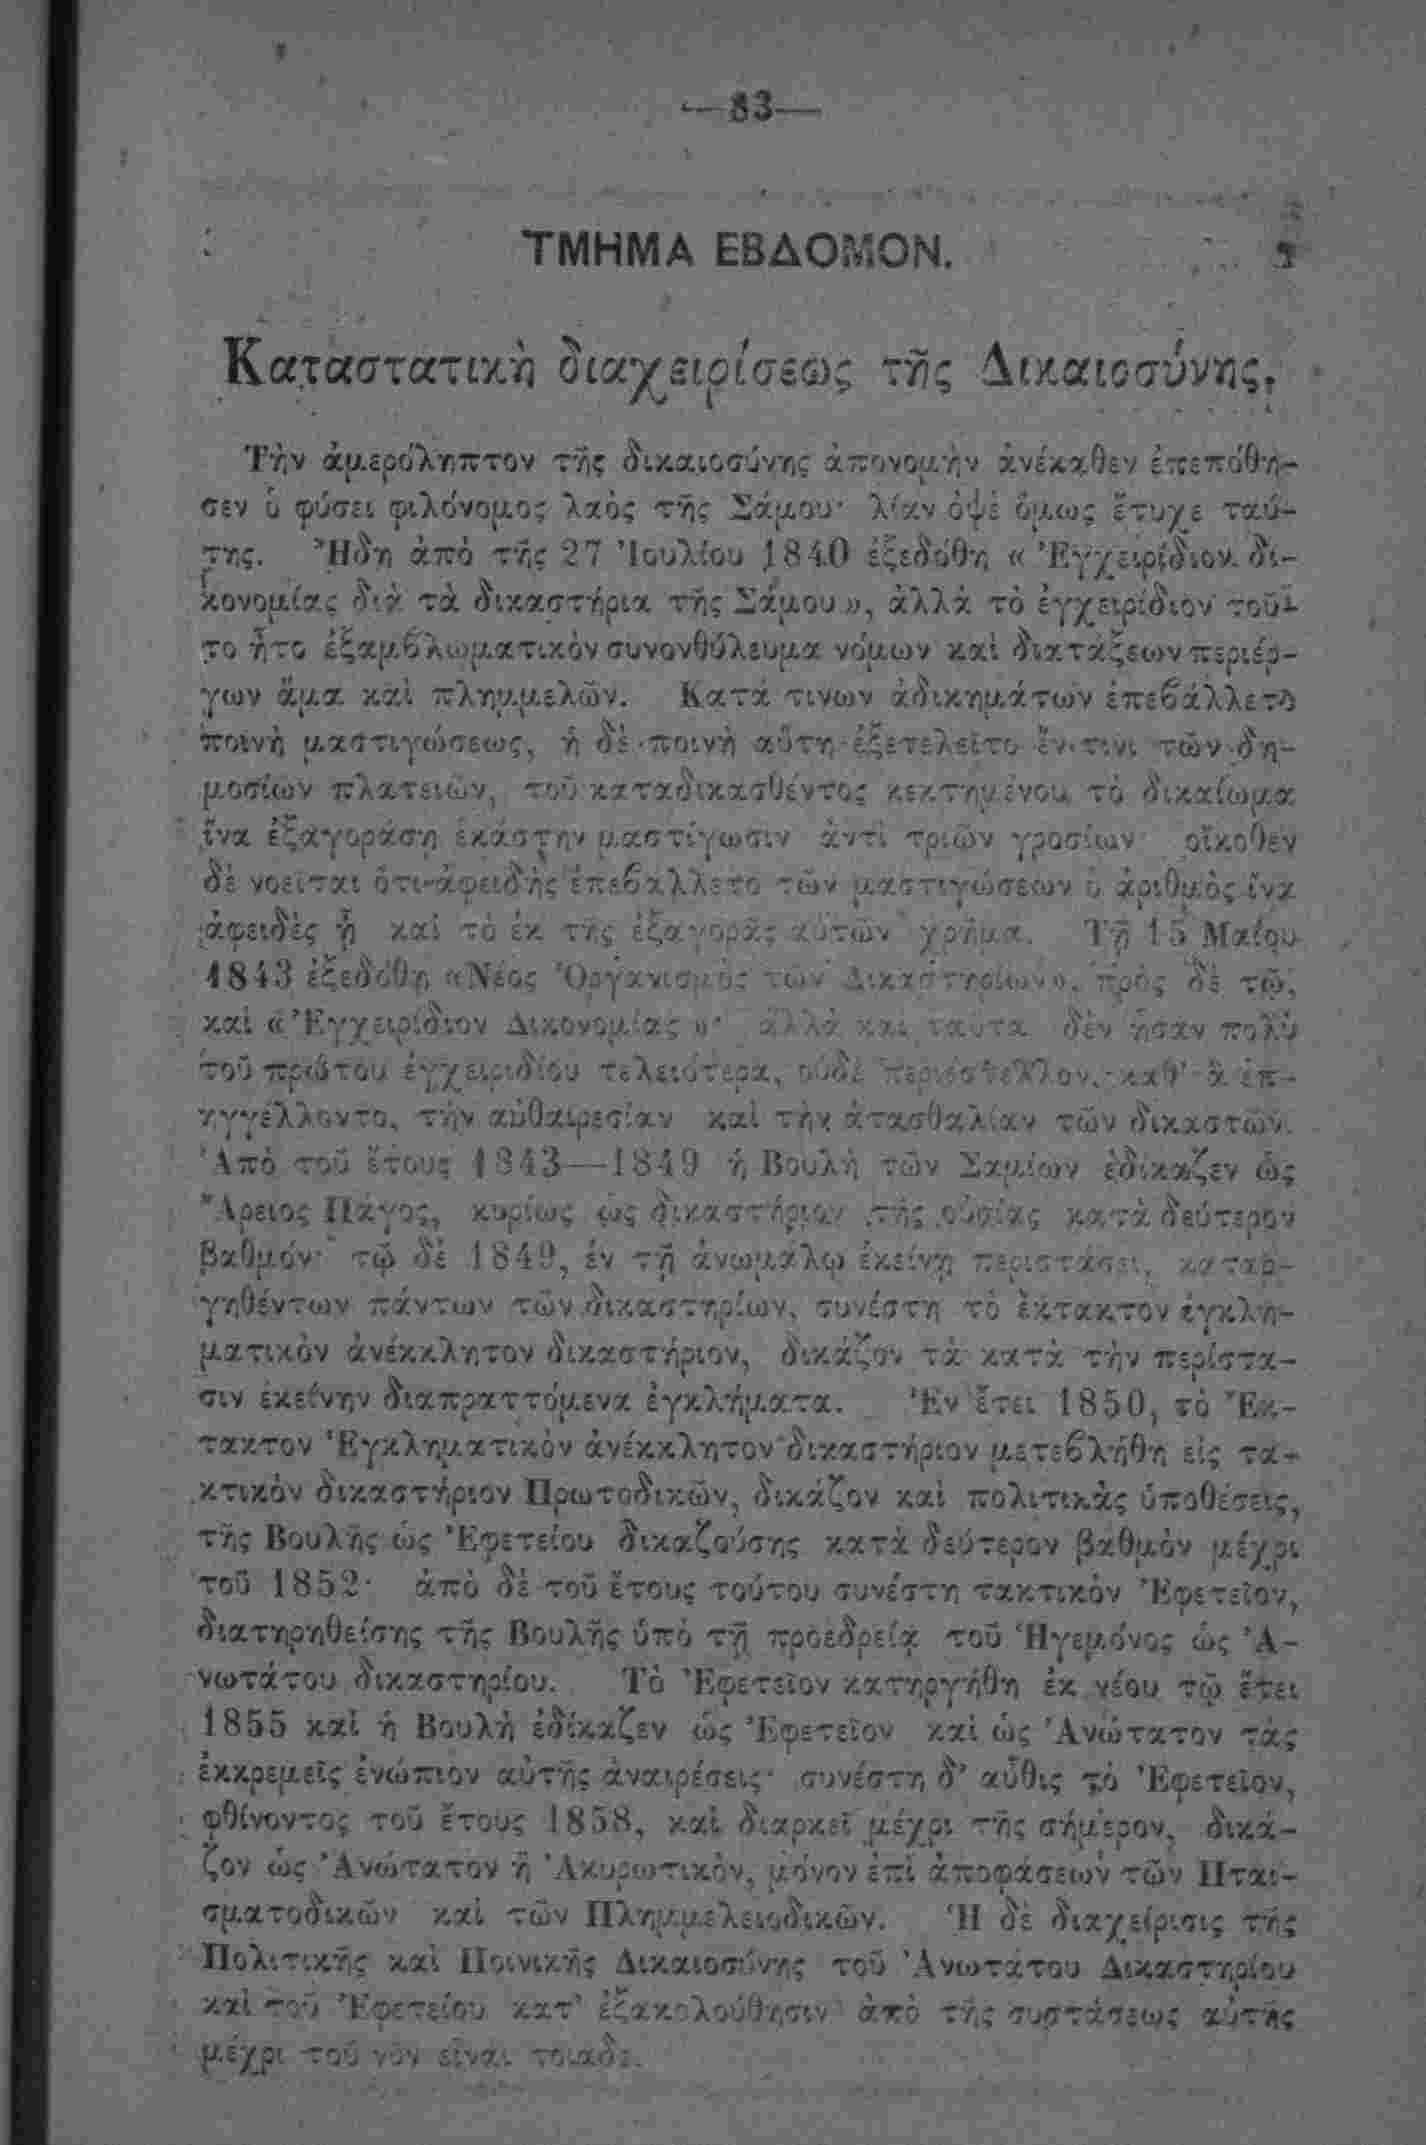 —83—
ΤΜΗΜΑ ΕΒΔΟΜΟΝ.
Καταστατικὴ διαχειρίσεως τῆς Δικαιοσύνης.
Τὴν ἀμερόληπτον τῆς δικαιοσύνης ἀπονομὴν ἀνέκαθεν ἐπεπόθη-
σεν ὁ φύσει φιλόνομος λαὸς τῆς Σάμου· λίαν ὀψὲ ὅμως ἔτυχε ταύ-
της. Ἤδη ἀπὸ τῆς 27 Ἰουλίου 1840 ἐξεδόθη « Ἐγχειρίδιον δι-
κονομίας διὰ τὰ δικαστήρια τῆς Σάμου », ἀλλὰ τὸ ἐγχειρίδιον τοῦ-
το ἦτο ἐξαμβλωματικὸν συνονθύλευμα νόμων καὶ διατάξεων περιέρ-
γων ἅμα καὶ πλημμελῶν. Κατά τινων ἀδικημάτων ἐπεβάλλετο
ποινὴ μαστιγώσεως, ἡ δὲ ποινὴ αὕτη ἐξετελεῖτο ἔν τινι τῶν δη-
μοσίων πλατειῶν, τοῦ καταδικασθέντος κεκτημένου τὸ δικαίωμα
ἵνα ἐξαγοράσῃ ἑκάστην μαστίγωσιν ἀντὶ τριῶν γροσίων· οἴκοθεν
δὲ νοεῖται ὅτι ἀφειδὴς ἐπεβάλλετο τῶν μαστιγώσεων ὁ ἀριθμὸς ἵνα
ἀφειδὲς ᾖ καὶ τὸ ἐκ τῆς ἐξαγορᾶς αὐτῶν χρῆμα. Τῇ 15 Μαΐου
1843 ἐξεδόθη «Νέος Ὀργανισμὸς τῶν Δικαστηρίων», πρὸς δὲ τῷ,
καὶ «Ἐγχειρίδιον Δικονομίας »· ἀλλὰ καὶ ταῦτα δὲν ἦσαν πολὺ
τοῦ πρώτου ἐγχειριδίου τελειότερα, οὐδὲ περιέστελλον, καθ' ἃ ἐπ-
ηγγέλλοντο, τὴν αὐθαιρεσίαν καὶ τὴν ἀτασθαλίαν τῶν δικαστῶν.
Ἀπὸ τοῦ ἔτους 1843—1849 ἡ Βουλὴ τῶν Σαμίων ἐδίκαζεν ὡς
Ἄρειος Πάγος, κυρίως ὡς δικαστήριον τῆς οὐσίας κατὰ δεύτερον
βαθμόν· τῷ δὲ 1849, ἐν τῇ ἀνωμάλῳ ἐκείνῃ περιστάσει, καταρ-
γηθέντων πάντων τῶν δικαστηρίων, συνέστη τὸ ἔκτακτον ἐγκλη-
ματικὸν ἀνέκκλητον δικαστήριον, δικάζον τὰ κατὰ τὴν περίστα-
σιν ἐκείνην διαπραττόμενα ἐγκλήματα. Ἐν ἔτει 1850, τὸ Ἔκ-
τακτον Ἐγκληματικὸν ἀνέκκλητον δικαστήριον μετεβλήθη εἰς τα-
κτικὸν δικαστήριον Πρωτοδικῶν, δικάζον καὶ πολιτικὰς ὑποθέσεις,
τῆς Βουλῆς ὡς Ἐφετείου δικαζούσης κατὰ δεύτερον βαθμὸν μέχρι
τοῦ 1852· ἀπὸ δὲ τοῦ ἔτους τούτου συνέστη τακτικὸν Ἐφετεῖον,
διατηρηθείσης τῆς Βουλῆς ὑπὸ τῇ προεδρείᾳ τοῦ Ἡγεμόνος ὡς Ἀ-
νωτάτου δικαστηρίου. Τὸ Ἐφετεῖον κατηργήθη ἐκ νέου τῷ ἔτει
1855 καὶ ἡ Βουλὴ ἐδίκαζεν ὡς Ἐφετεῖον καὶ ὡς Ἀνώτατον τὰς
ἐκκρεμεῖς ἐνώπιον αὐτῆς ἀναιρέσεις· συνέστη δ' αὖθις τὸ Ἐφετεῖον,
φθίνοντος τοῦ ἔτους 1858, καὶ διαρκεῖ μέχρι τῆς σήμερον, δικά-
ζον ὡς Ἀνώτατον ἢ Ἀκυρωτικὸν, μόνον ἐπὶ ἀποφάσεων τῶν Πται-
σματοδικῶν καὶ τῶν Πλημμελειοδικῶν. Ἡ δὲ διαχείρισις τῆς
Πολιτικῆς καὶ Ποινικῆς Δικαιοσύνης τοῦ Ἀνωτάτου Δικαστηρίου
καὶ τοῦ Ἐφετείου κατ' ἐξακολούθησιν ἀπὸ τῆς συστάσεως αὐτῆς
μέχρι τοῦ νῦν εἶναι τοιάδε.